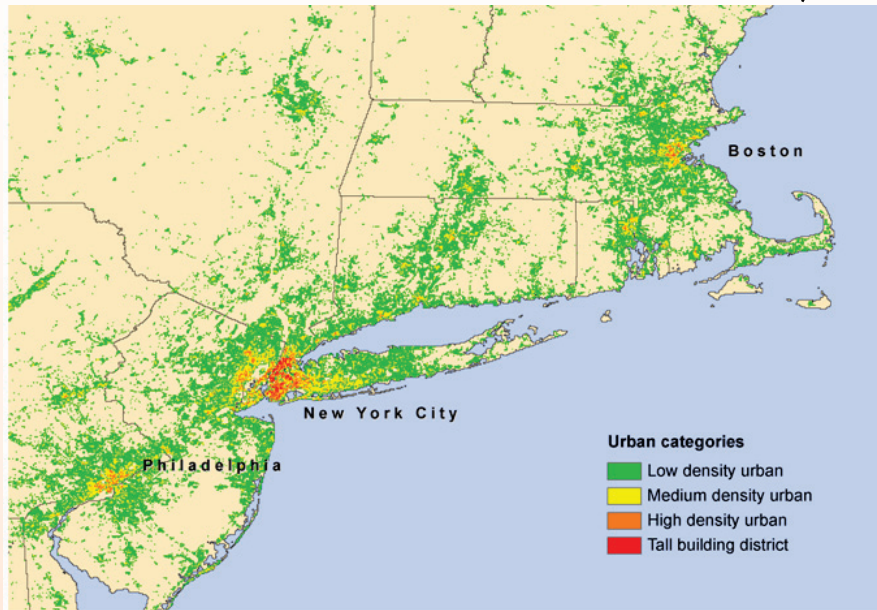 Boston
New York City
Philadelphia
Urban categories
Low density urban
Medium density urban
High density urban
Tall building district